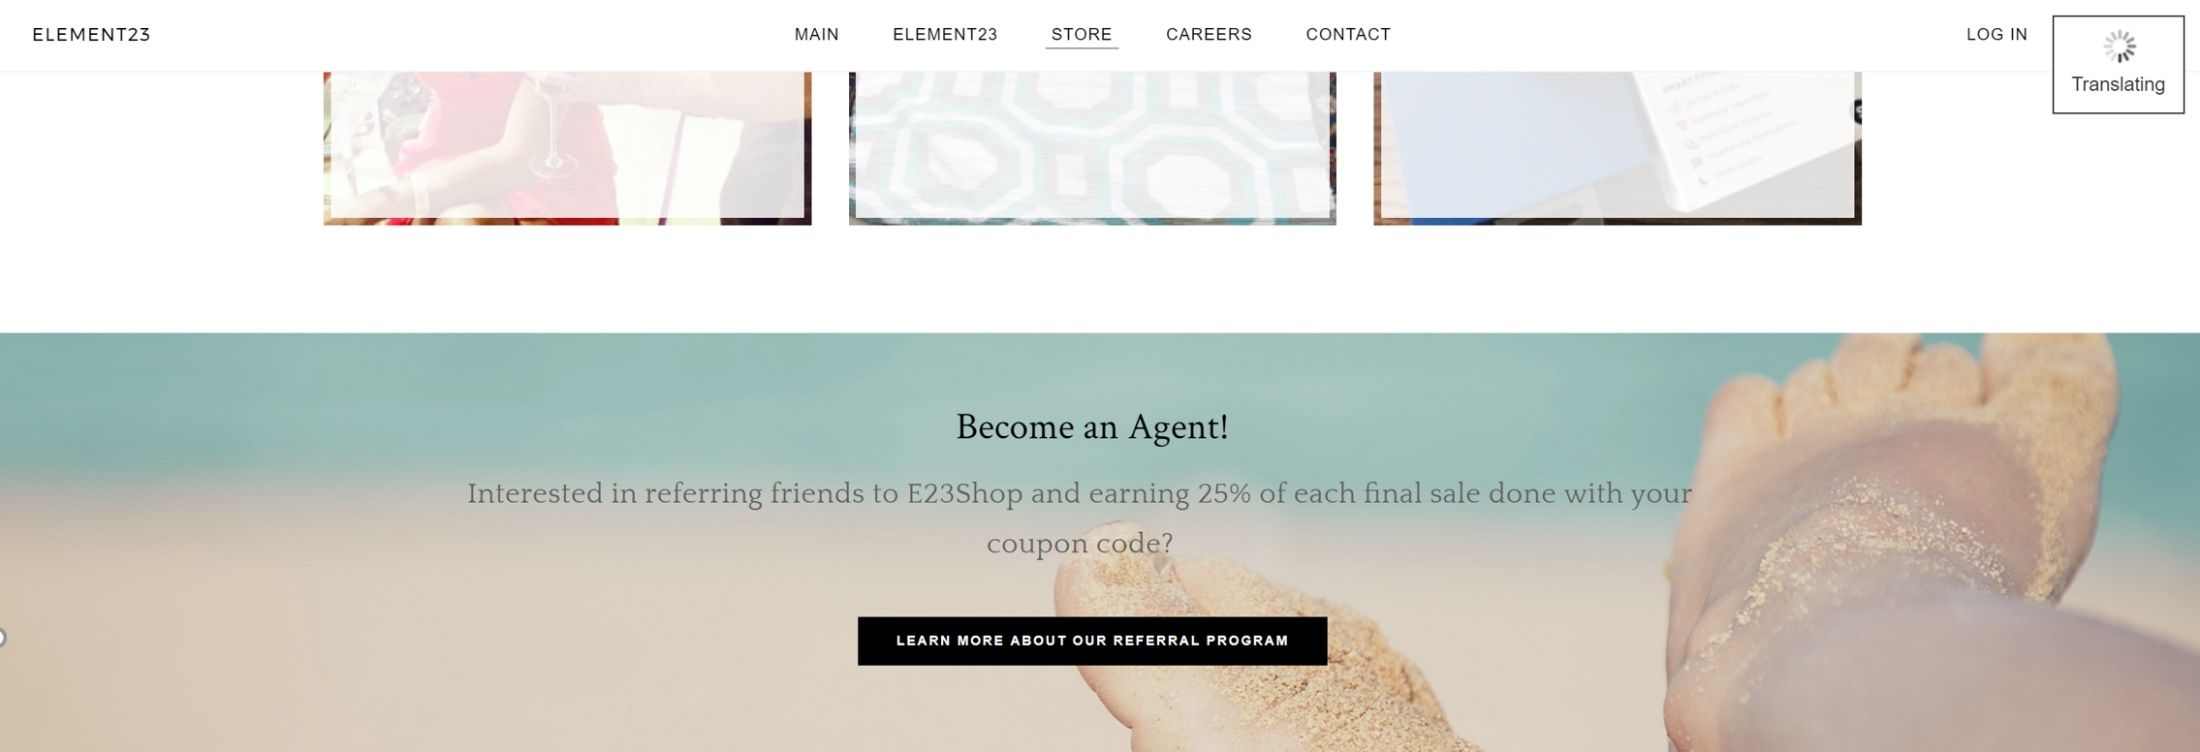 ELEMENT23
MAIN
ELEMENT23
STORE
CAREERS
CONTACT
LOG IN
Translating
Become an Agent!
Interested in referring friends to E23Shop and earning 25% of each final sale done with your
coupon code?
LEARN MORE ABOUT OUR REFERRAL PROGRAM